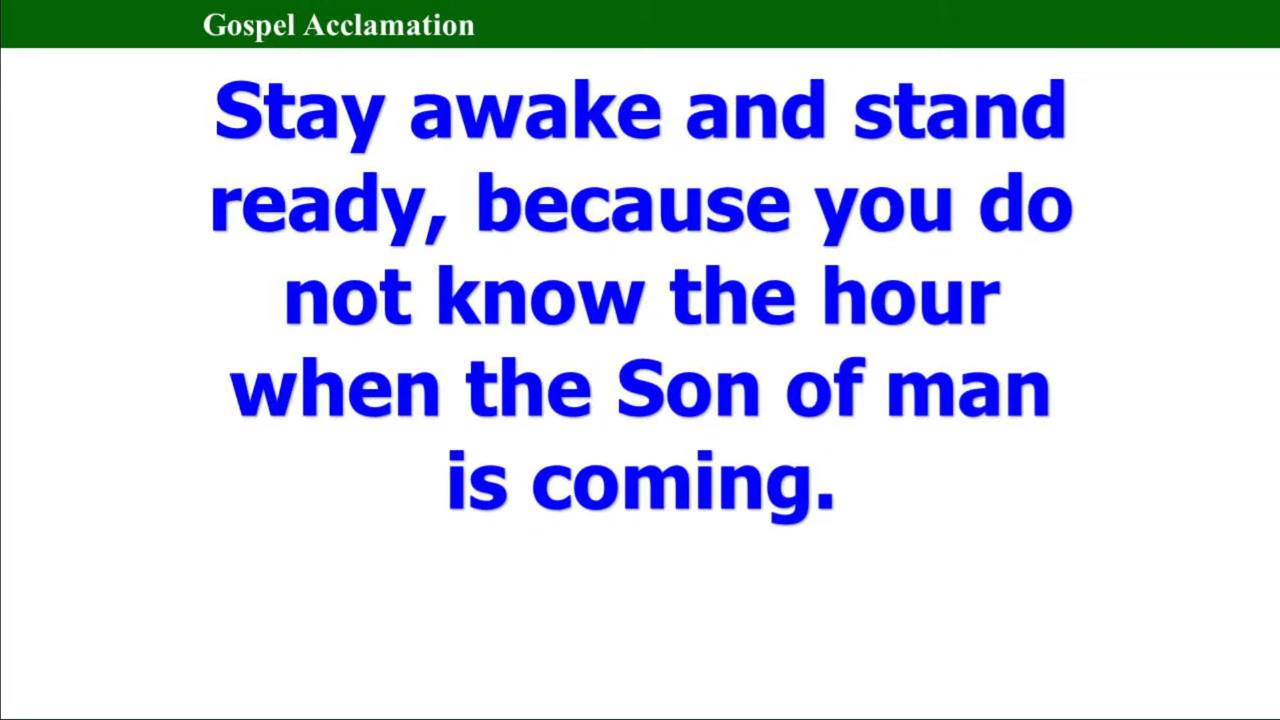 Gospel Acclamation
Stay awake and stand
ready, because you do
not know the hour
when the Son of man
is coming.